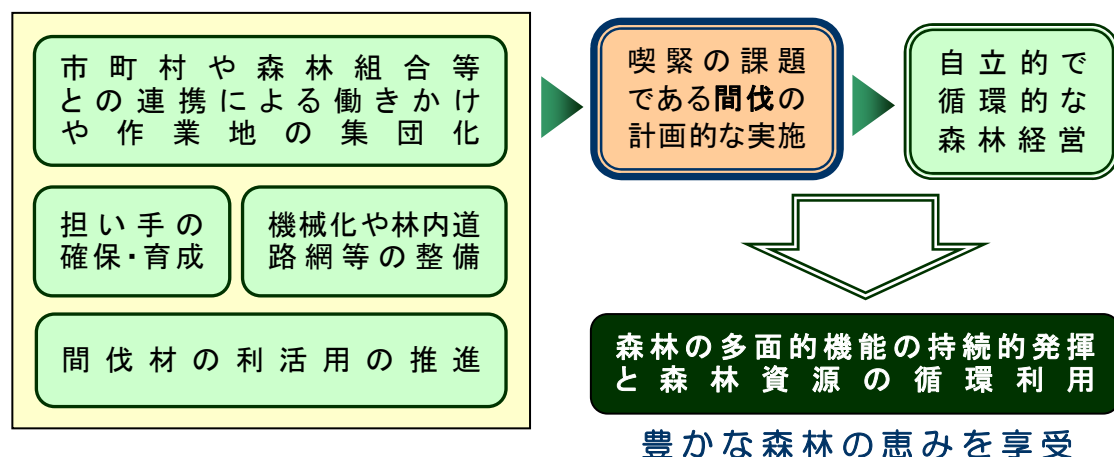 市町村や森林組合等
との連携による働きかけ
や作業地の集団化
担い手の
確保・育成
機械化や林内道
路網等の整備
間伐材の利活用の推進
喫緊の課題
である間伐の
計画的な実施
自立的で
循環的な
森林経営
森林の多面的機能の持続的発揮
と森林資源の循環利用
豊かな森林の恵みを享受